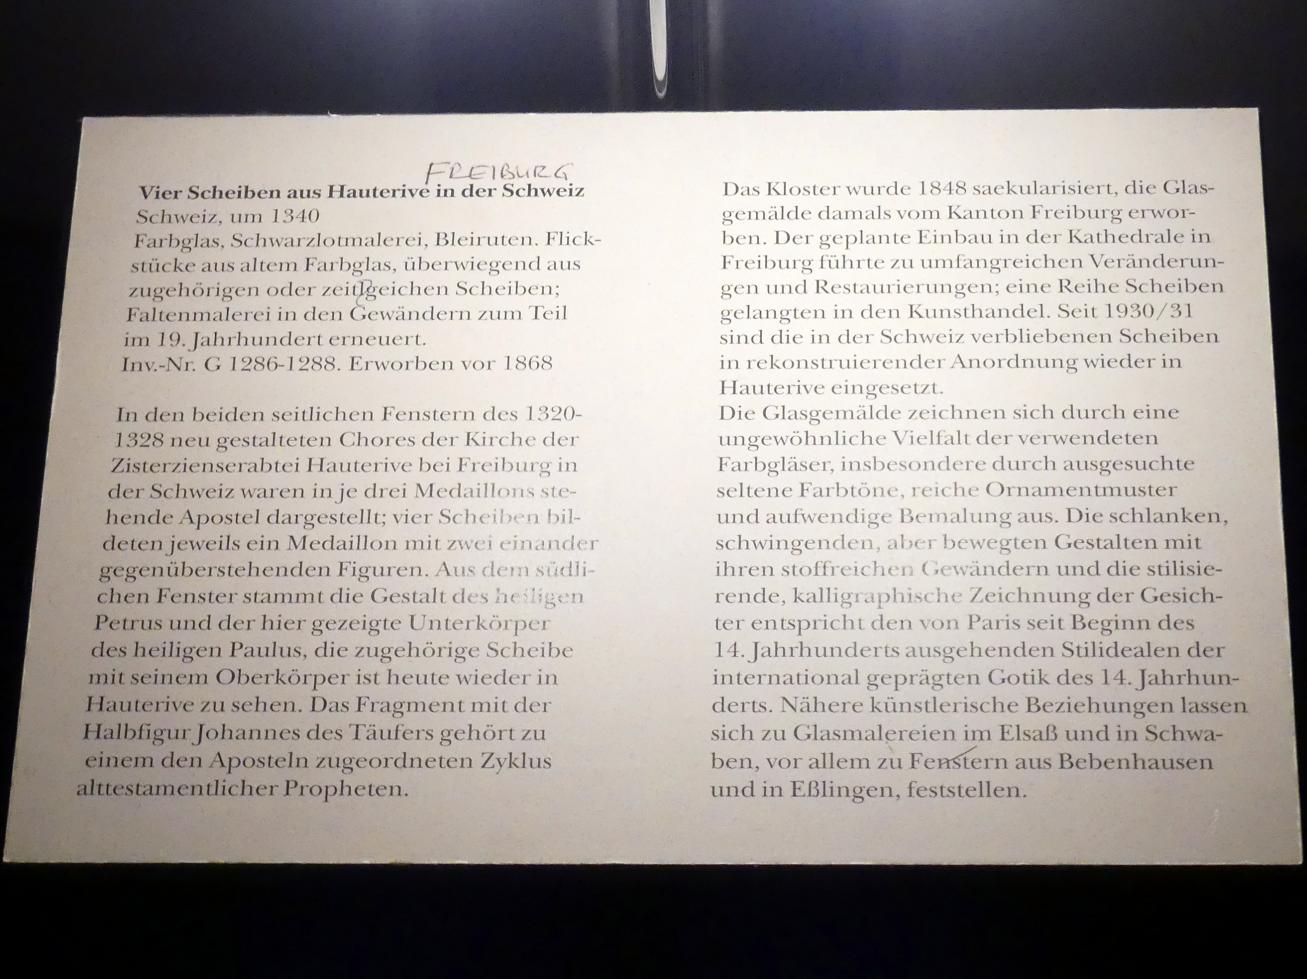 FREIBURG
Vier Scheiben aus Hauterive in der Schweiz
Schweiz, um 1340
Farbglas, Schwarzlotmalerei, Bleiruten. Flick-
stücke aus altem Farbglas, überwiegend aus
zugehörigen oder zeitlgeichen Scheiben;
Faltenmalerei in den Gewändern zum Teil
im 19. Jahrhundert erneuert.
Inv.-Nr. G 1286-1288. Erworben vor 1868
In den beiden seitlichen Fenstern des 1320-
1328 neu gestalteten Chores der Kirche der
Zisterzienserabtei Hauterive bei Freiburg in
der Schweiz waren in je drei Medaillons ste-
hende Apostel dargestellt; vier Scheiben bil-
deten jeweils ein Medaillon mit zwei einander
gegenüberstehenden Figuren. Aus dem südli-
chen Fenster stammt die Gestalt des heiligen
Petrus und der hier gezeigte Unterkörper
des heiligen Paulus, die zugehörige Scheibe
mit seinem Oberkörper ist heute wieder in
Hauterive zu sehen. Das Fragment mit der
Halbfigur Johannes des Täufers gehört zu
einem den Aposteln zugeordneten Zyklus
alttestamentlicher Propheten.
Das Kloster wurde 1848 saekularisiert, die Glas-
gemälde damals vom Kanton Freiburg erwor-
ben. Der geplante Einbau in der Kathedrale in
Freiburg führte zu umfangreichen Veränderun-
gen und Restaurierungen; eine Reihe Scheiben
gelangten in den Kunsthandel. Seit 1930/31
sind die in der Schweiz verbliebenen Scheiben
in rekonstruierender Anordnung wieder in
Hauterive eingesetzt.
Die Glasgemälde zeichnen sich durch eine
ungewöhnliche Vielfalt der verwendeten
Farbgläser, insbesondere durch ausgesuchte
seltene Farbtöne, reiche Ornamentmuster
und aufwendige Bemalung aus. Die schlanken,
schwingenden, aber bewegten Gestalten mit
ihren stoffreichen Gewändern und die stilisie-
rende, kalligraphische Zeichnung der Gesich-
ter entspricht den von Paris seit Beginn des
14. Jahrhunderts ausgehenden Stilidealen der
international geprägten Gotik des 14. Jahrhun-
derts. Nähere künstlerische Beziehungen lassen
sich zu Glasmalereien im Elsaß und in Schwa-
ben, vor allem zu Fenstern aus Bebenhausen
und in Eßlingen, feststellen.